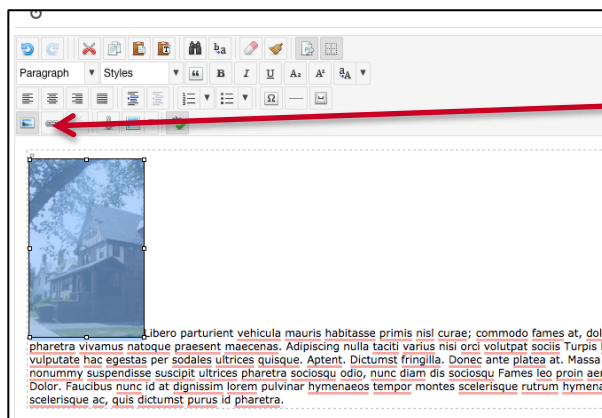 Paragraph Styles B I U A₂ A² ªA
Ω
Libero parturient vehicula mauris habitasse primis nisl curae; commodo fames at, dol
pharetra vivamus natoque praesent maecenas. Adipiscing nulla taciti varius nisi orci volutpat sociis Turpis
vulputate hac egestas per sodales ultrices quisque. Aptent. Dictumst fringilla. Donec ante platea at. Massa
nonummy suspendisse suscipit ultrices pharetra sociosqu odio, nunc diam dis sociosqu Fames leo proin aen
Dolor. Faucibus nunc id at dignissim lorem pulvinar hymenaeos tempor montes scelerisque rutrum hymena
scelerisque ac, quis dictumst purus id pharetra.